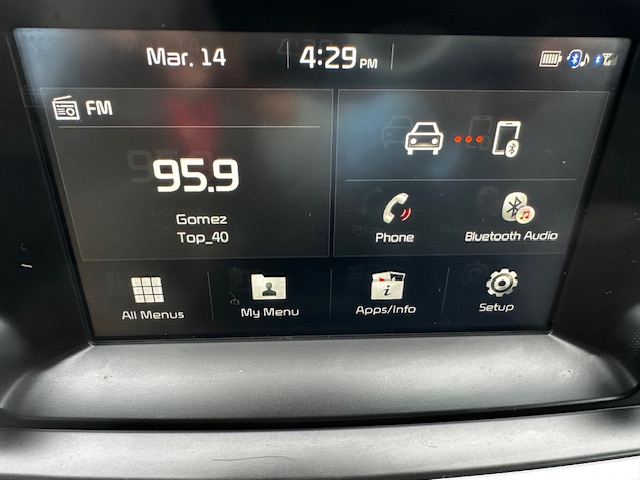 Mar. 14
4:29 PM
FM
95.9
Gomez
Top_40
Phone
Bluetooth Audio
All Menus
My Menu
Apps/Info
Setup